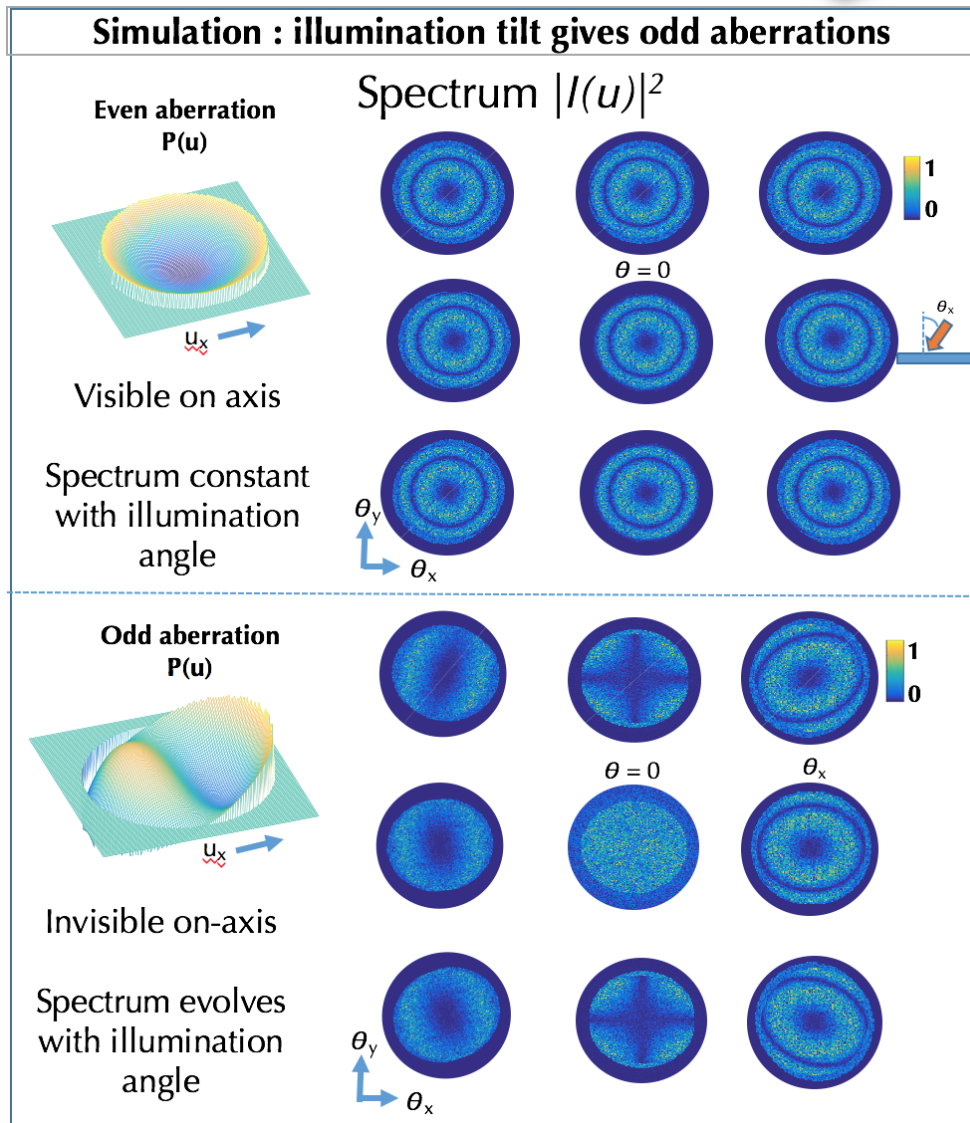 Simulation : illumination tilt gives odd aberrations
Spectrum |I(u)|²
Even aberration
P(u)
1
0
θ = 0
θx
ux
Visible on axis
Spectrum constant
with illumination
angle
θy
θx
Odd aberration
P(u)
1
0
θ = 0
θx
ux
Invisible on-axis
Spectrum evolves
with illumination
angle
θy
θx